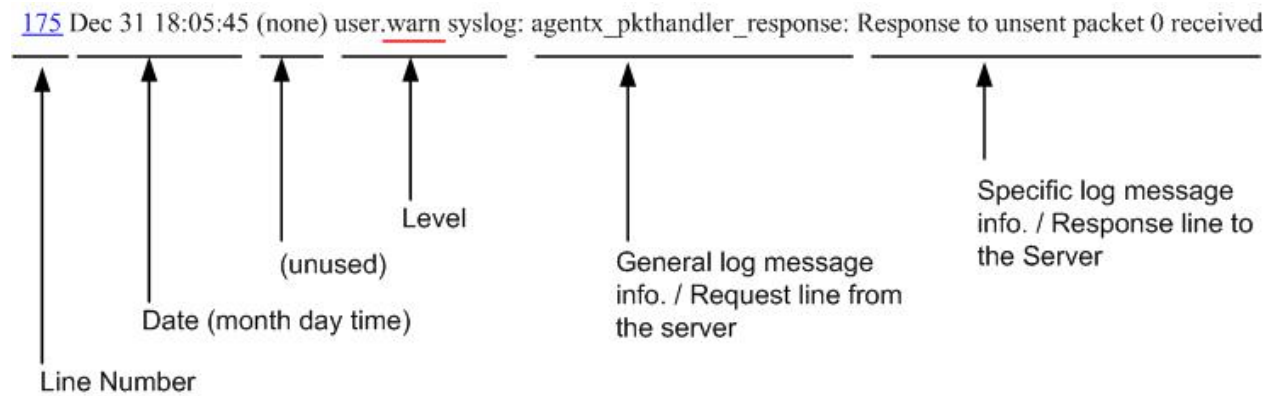 175 Dec 31 18:05:45 (none) user.warn syslog: agentx_pkthandler_response: Response to unsent packet 0 received
Level
(unused)
Date (month day time)
Line Number
General log message
info. / Request line from
the server
Specific log message
info. / Response line to
the Server